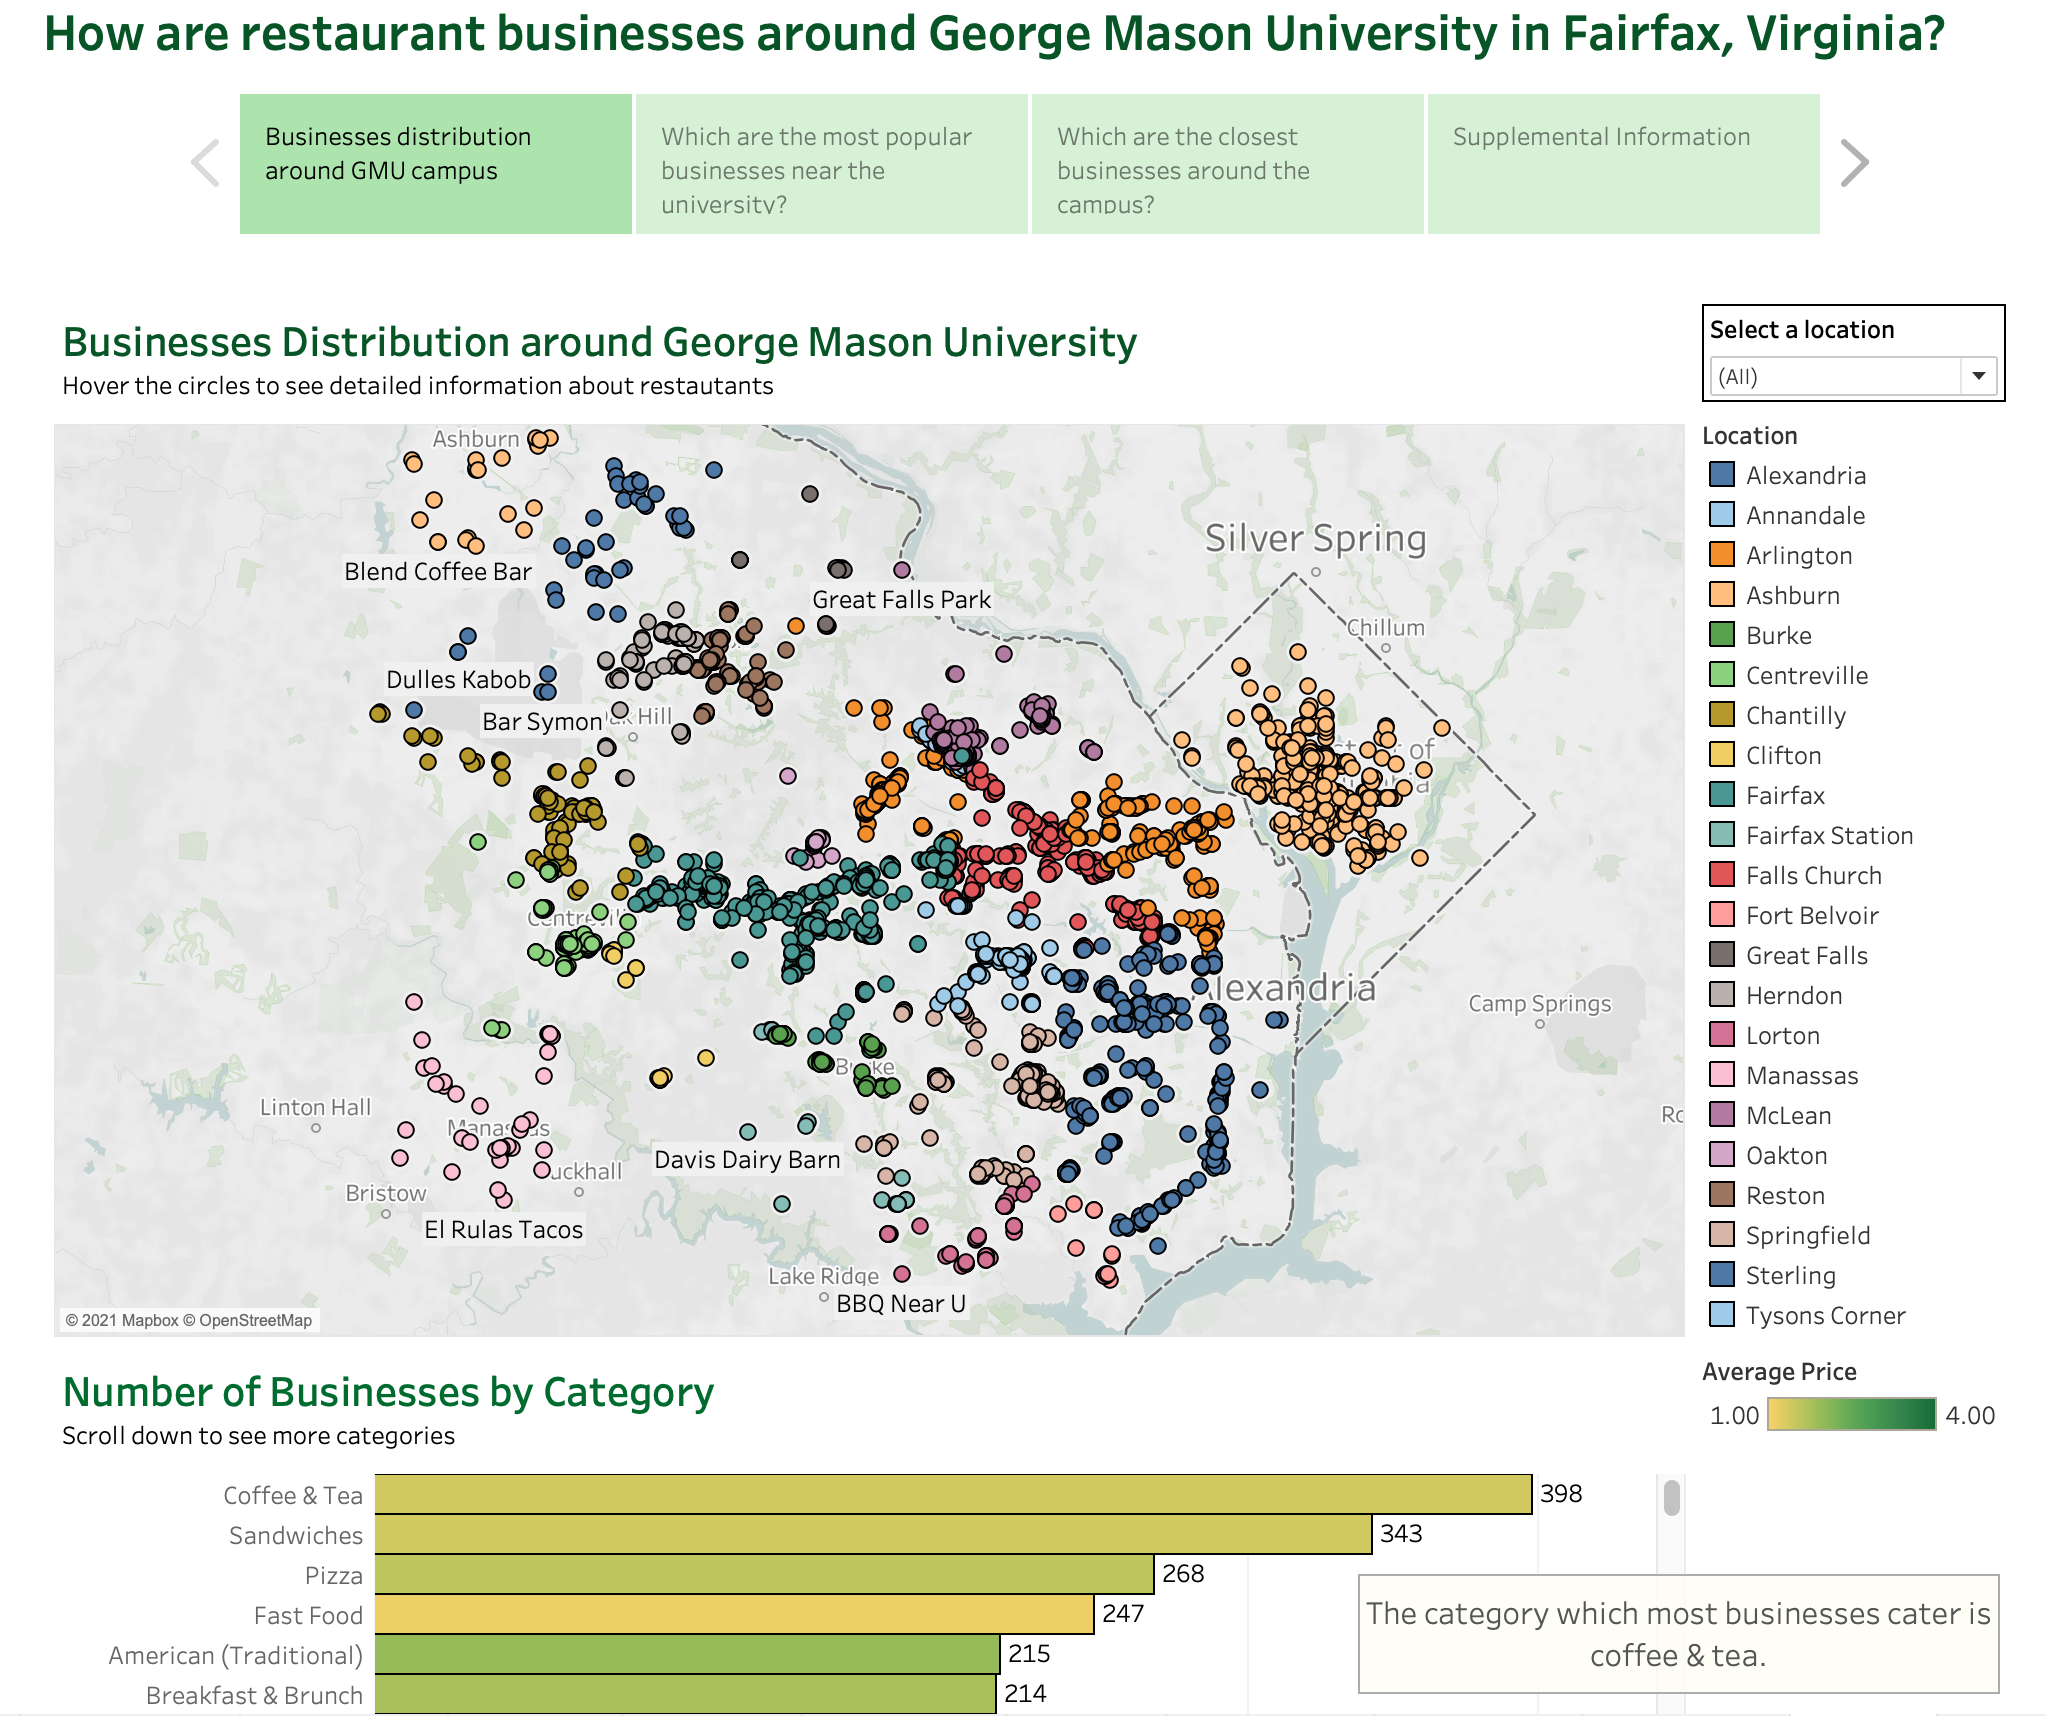 How are restaurant businesses around George Mason University in Fairfax, Virginia?
Businesses distribution
around GMU campus
Which are the most popular
businesses near the
university?
Which are the closest
businesses around the
campus?
Supplemental Information
Businesses Distribution around George Mason University
Hover the circles to see detailed information about restautants
Select a location
(All)
Location
Alexandria
Annandale
Arlington
Ashburn
Burke
Centreville
Chantilly
Clifton
Fairfax
Fairfax Station
Falls Church
Fort Belvoir
Great Falls
Herndon
Lorton
Manassas
McLean
Oakton
Reston
Springfield
Sterling
Tysons Corner
Ashburn
Silver Spring
Blend Coffee Bar
Great Falls Park
Chillum
Dulles Kabob
Bar Symon
Hill
of
Alexandria
Camp Springs
Burke
Linton Hall
Manassas
Davis Dairy Barn
Bristow
El Rulas Tacos
Lake Ridge
BBQ Near U
© 2021 Mapbox © OpenStreetMap
Average Price
1.00
4.00
Number of Businesses by Category
Scroll down to see more categories
Coffee & Tea 398
Sandwiches 343
Pizza 268
Fast Food 247
American (Traditional) 215
Breakfast & Brunch 214
The category which most businesses cater is
coffee & tea.